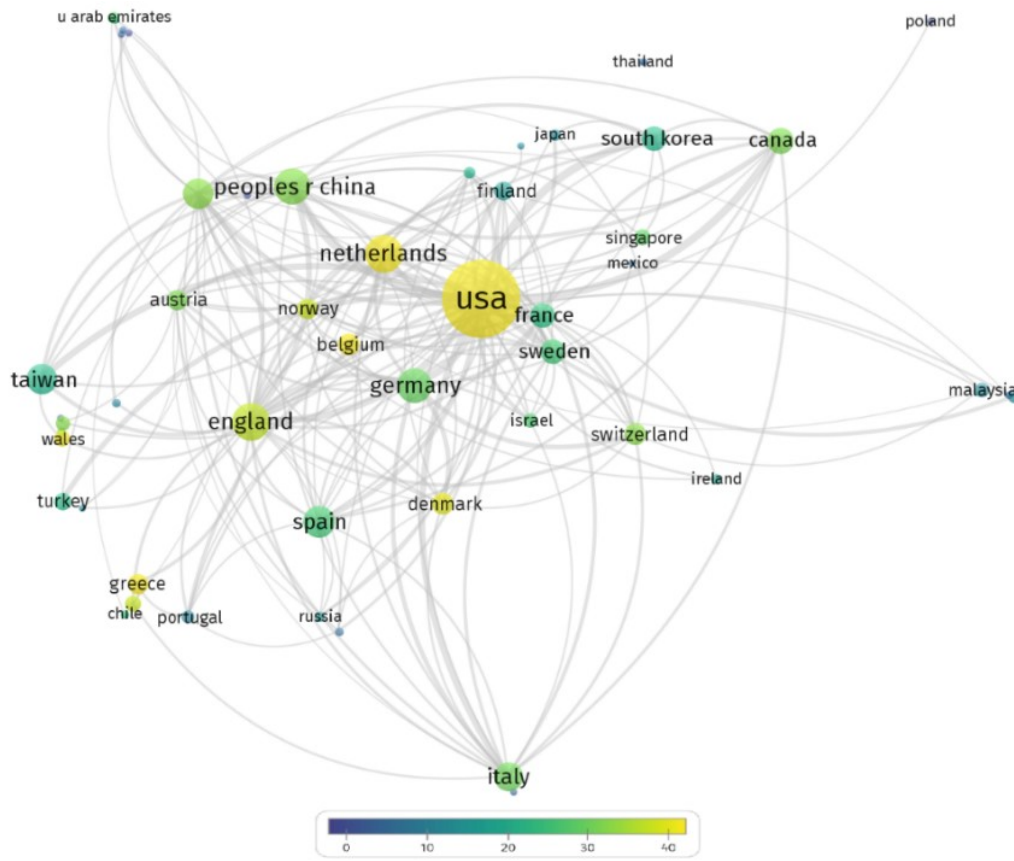 u arab emirates
poland
thailand
japan
south korea
canada
peoples r china
finland
netherlands
singapore
mexico
usa
austria
norway
france
belgium
sweden
taiwan
germany
malaysia
england
israel
wales
switzerland
ireland
turkey
denmark
spain
greece
chile
portugal
russia
italy
0 10 20 30 40